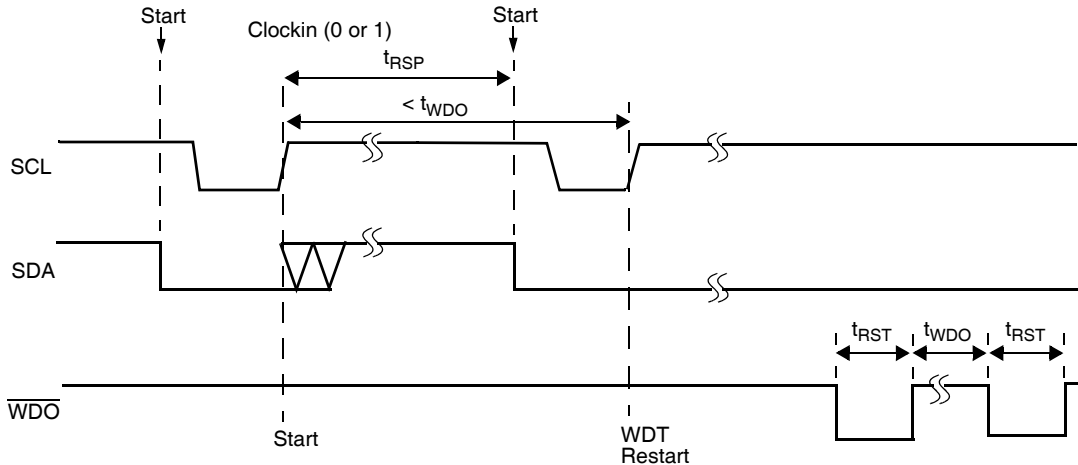 Start
Start
Clockin (0 or 1)
tRSP
< tWDO
SCL
SDA
tRST
tWDO
tRST
WDO
Start
WDT
Restart